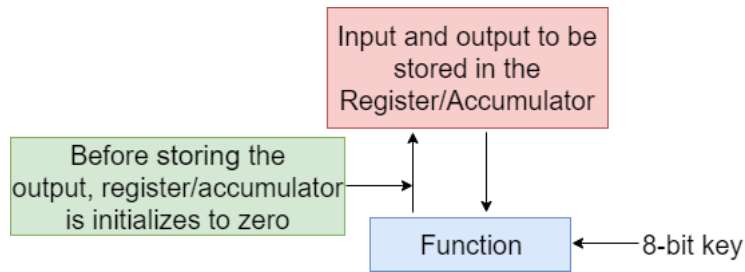 Input and output to be
stored in the
Register/Accumulator
Before storing the
output, register/accumulator
is initializes to zero
Function
8-bit key